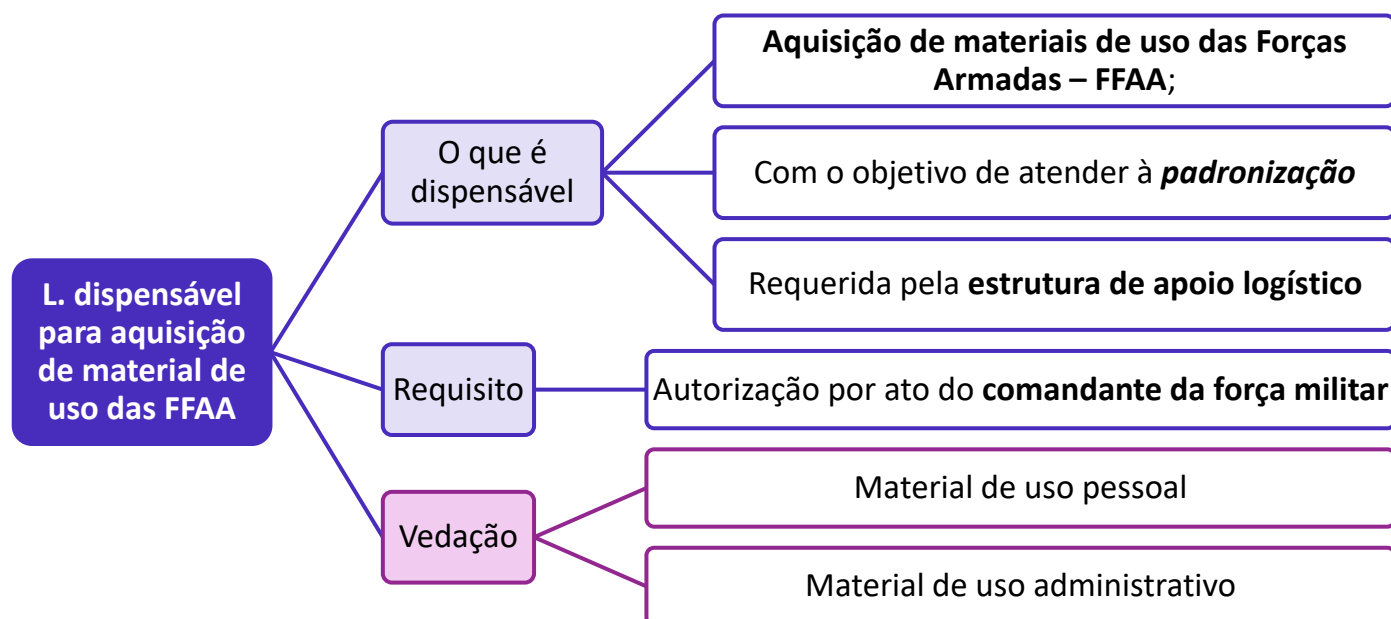 L. dispensável
para aquisição
de material de
uso das FFAA
O que é
dispensável
Aquisição de materiais de uso das Forças
Armadas – FFAA;
Com o objetivo de atender à padronização
Requerida pela estrutura de apoio logístico
Requisito
Autorização por ato do comandante da força militar
Vedação
Material de uso pessoal
Material de uso administrativo